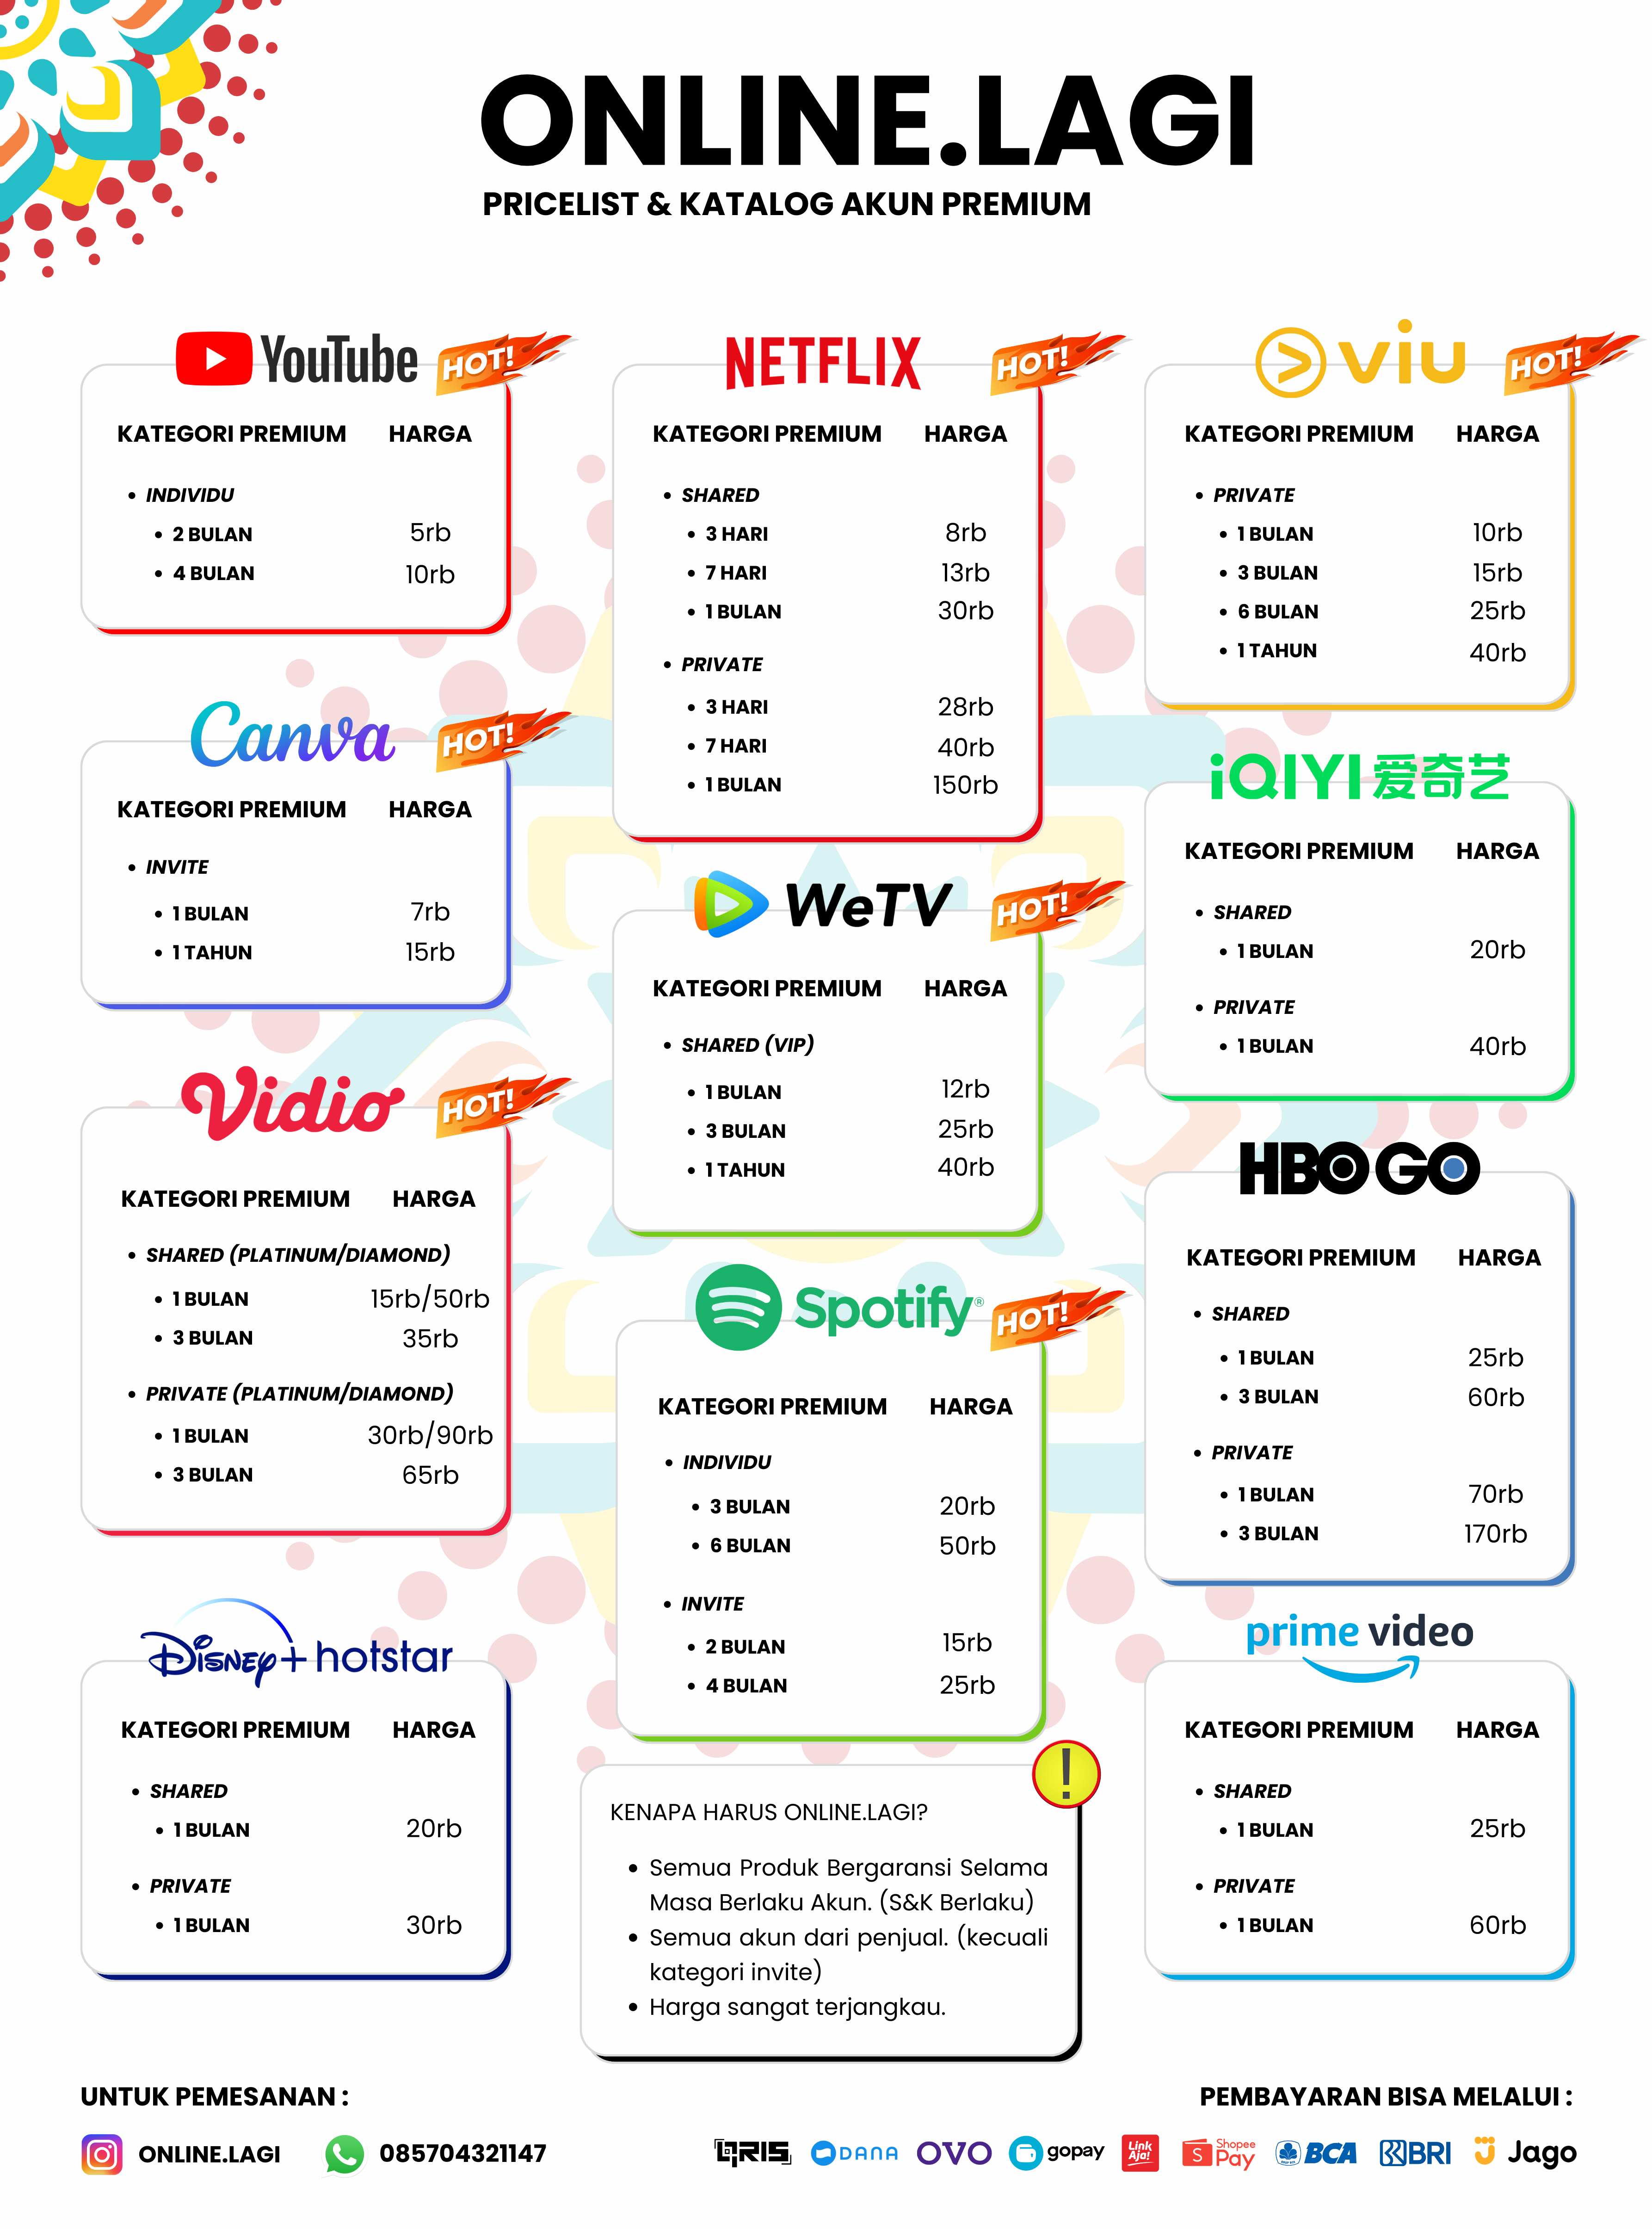 ONLINE.LAGI
PRICELIST & KATALOG AKUN PREMIUM
YouTube
HOT!
KATEGORI PREMIUM HARGA
INDIVIDU
2 BULAN 5rb
4 BULAN 10rb
Canva
HOT!
KATEGORI PREMIUM HARGA
INVITE
1 BULAN 7rb
1 TAHUN 15rb
Vidio
HOT!
KATEGORI PREMIUM HARGA
SHARED (PLATINUM/DIAMOND)
1 BULAN 15rb/50rb
3 BULAN 35rb
PRIVATE (PLATINUM/DIAMOND)
1 BULAN 30rb/90rb
3 BULAN 65rb
Disney+ hotstar
KATEGORI PREMIUM HARGA
SHARED
1 BULAN 20rb
PRIVATE
1 BULAN 30rb
NETFLIX
HOT!
KATEGORI PREMIUM HARGA
SHARED
3 HARI 8rb
7 HARI 13rb
1 BULAN 30rb
PRIVATE
3 HARI 28rb
7 HARI 40rb
1 BULAN 150rb
WeTV
HOT!
KATEGORI PREMIUM HARGA
SHARED (VIP)
1 BULAN 12rb
3 BULAN 25rb
1 TAHUN 40rb
Spotify®
HOT!
KATEGORI PREMIUM HARGA
INDIVIDU
3 BULAN 20rb
6 BULAN 50rb
INVITE
2 BULAN 15rb
4 BULAN 25rb
!
KENAPA HARUS ONLINE.LAGI?
Semua Produk Bergaransi Selama
Masa Berlaku Akun. (S&K Berlaku)
Semua akun dari penjual. (kecuali
kategori invite)
Harga sangat terjangkau.
viu
HOT!
KATEGORI PREMIUM HARGA
PRIVATE
1 BULAN 10rb
3 BULAN 15rb
6 BULAN 25rb
1 TAHUN 40rb
iQIYI 爱奇艺
KATEGORI PREMIUM HARGA
SHARED
1 BULAN 20rb
PRIVATE
1 BULAN 40rb
HBO GO
KATEGORI PREMIUM HARGA
SHARED
1 BULAN 25rb
3 BULAN 60rb
PRIVATE
1 BULAN 70rb
3 BULAN 170rb
prime video
KATEGORI PREMIUM HARGA
SHARED
1 BULAN 25rb
PRIVATE
1 BULAN 60rb
UNTUK PEMESANAN :
ONLINE.LAGI 085704321147
PEMBAYARAN BISA MELALUI :
QRIS DANA OVO gopay Link Aja! S Shopee Pay BCA BRI Jago